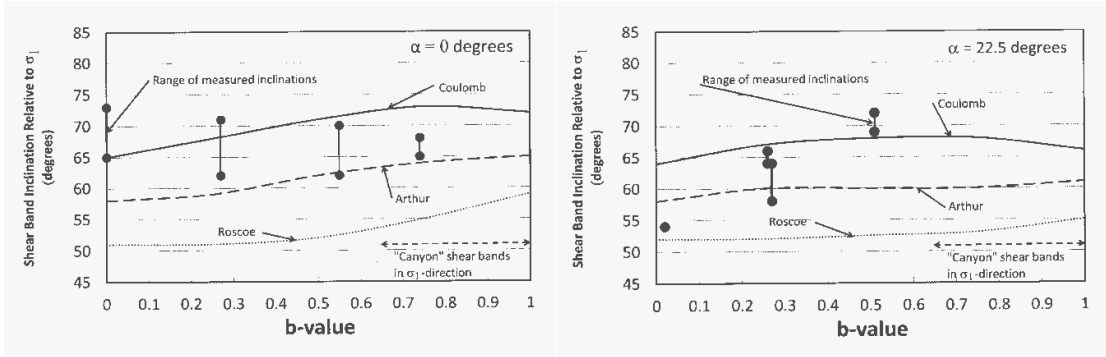 Shear Band Inclination Relative to σ1
(degrees)
85
80
75
70
65
60
55
50
45
α = 0 degrees
Range of measured inclinations
Coulomb
Arthur
Roscoe
"Canyon" shear bands
in σ1-direction
0 0.1 0.2 0.3 0.4 0.5 0.6 0.7 0.8 0.9 1
b-value
Shear Band Inclination Relative to σ1
(degrees)
85
80
75
70
65
60
55
50
45
α = 22.5 degrees
Range of measured inclinations
Coulomb
Arthur
Roscoe
"Canyon" shear bands
in σ1-direction
0 0.1 0.2 0.3 0.4 0.5 0.6 0.7 0.8 0.9 1
b-value